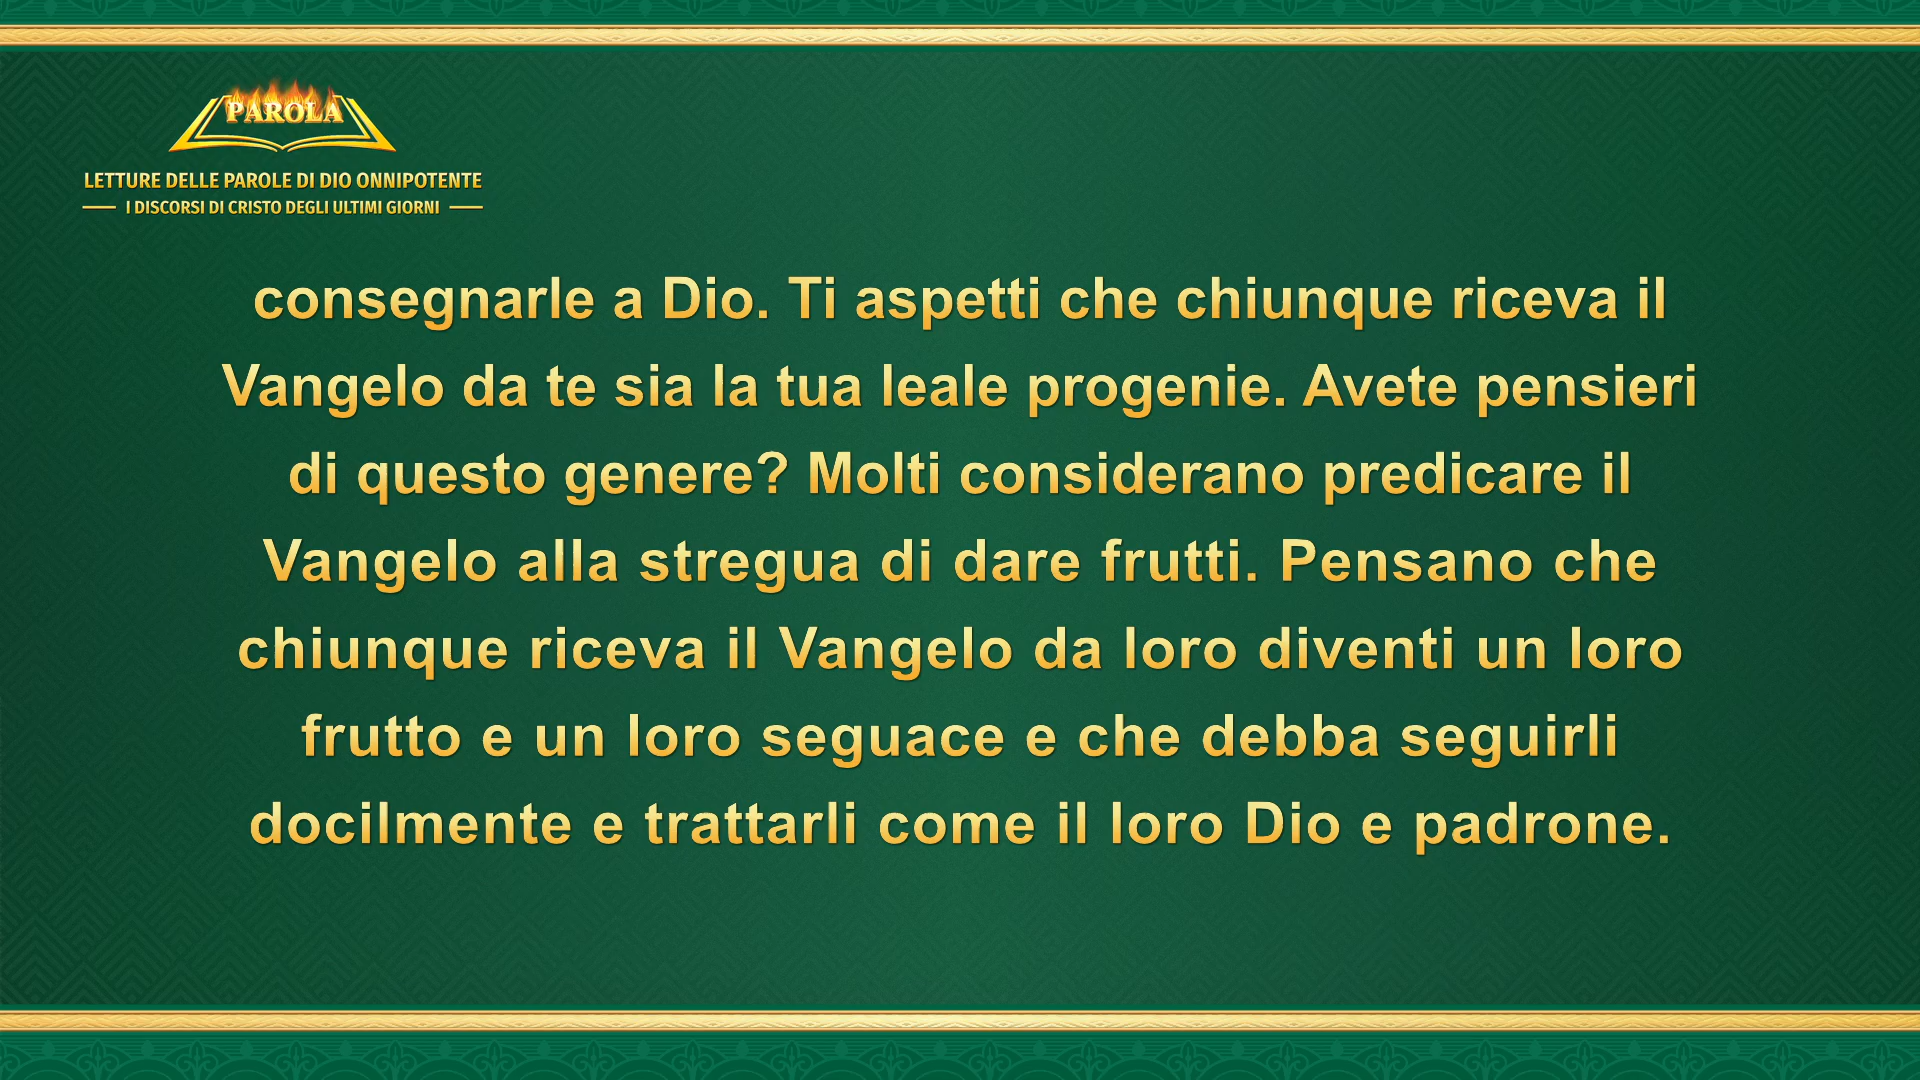 PAROLA
LETTURE DELLE PAROLE DI DIO ONNIPOTENTE
I DISCORSI DI CRISTO DEGLI ULTIMI GIORNI
consegnarle a Dio. Ti aspetti che chiunque riceva il
Vangelo da te sia la tua leale progenie. Avete pensieri
di questo genere? Molti considerano predicare il
Vangelo alla stregua di dare frutti. Pensano che
chiunque riceva il Vangelo da loro diventi un loro
frutto e un loro seguace e che debba seguirli
docilmente e trattarli come il loro Dio e padrone.